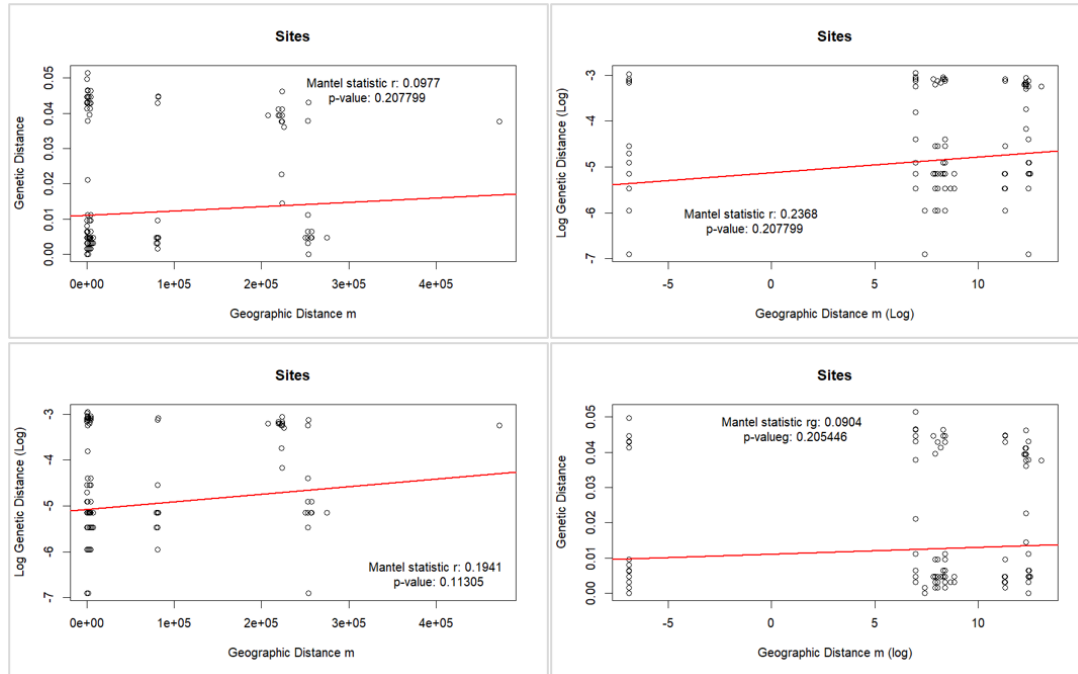 Sites
Mantel statistic r: 0.0977
p-value: 0.207799
Genetic Distance
0.05
0.04
0.03
0.02
0.01
0.00
0e+00 1e+05 2e+05 3e+05 4e+05
Geographic Distance m
Sites
Mantel statistic r: 0.2368
p-value: 0.207799
Log Genetic Distance (Log)
-3
-4
-5
-6
-7
-5 0 5 10
Geographic Distance m (Log)
Sites
Mantel statistic r: 0.1941
p-value: 0.11305
Log Genetic Distance (Log)
-3
-4
-5
-6
-7
0e+00 1e+05 2e+05 3e+05 4e+05
Geographic Distance m
Sites
Mantel statistic rg: 0.0904
p-valueg: 0.205446
Genetic Distance
0.05
0.04
0.03
0.02
0.01
0.00
-5 0 5 10
Geographic Distance m (log)